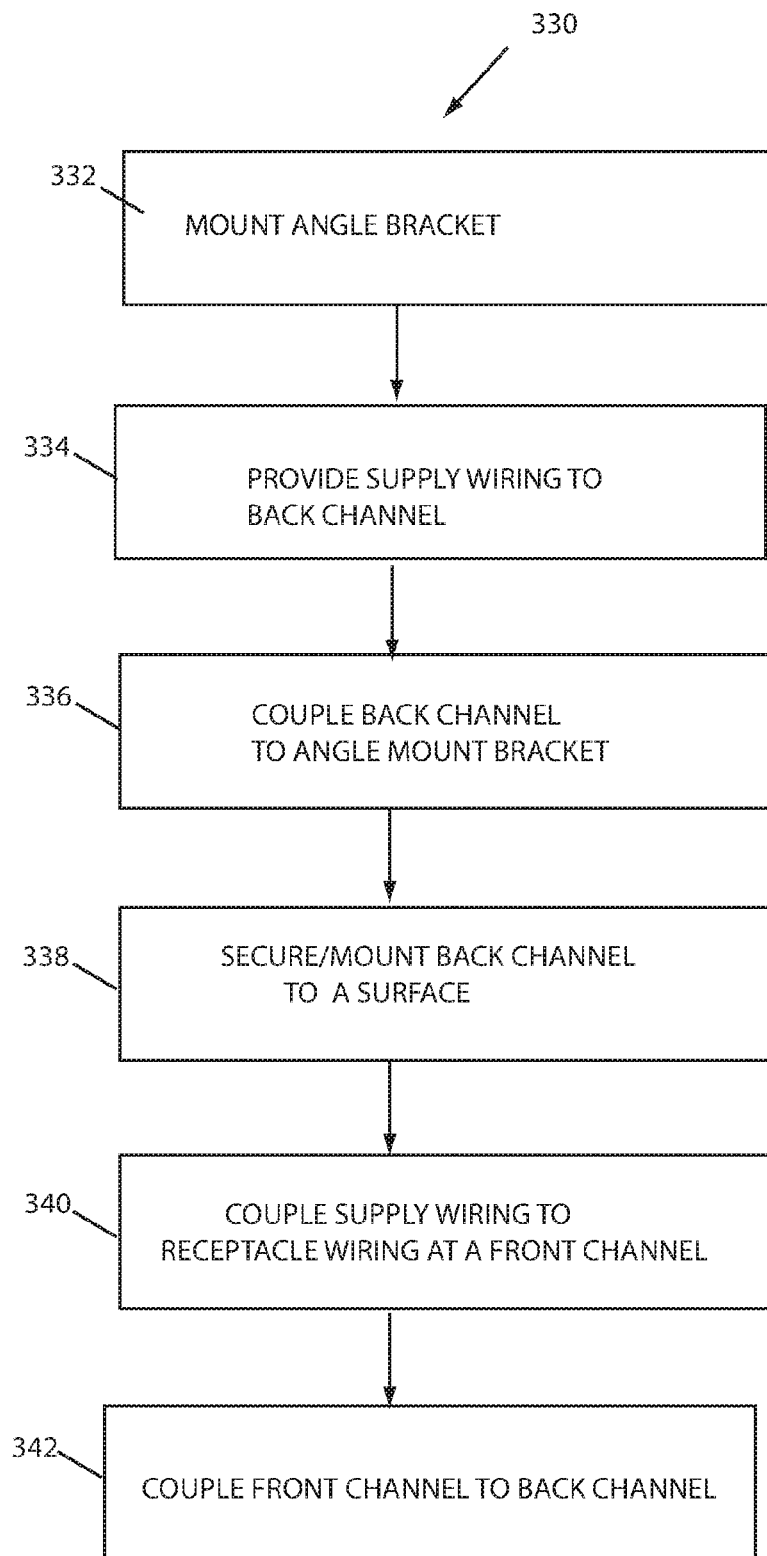 330
332
MOUNT ANGLE BRACKET
334
PROVIDE SUPPLY WIRING TO
BACK CHANNEL
336
COUPLE BACK CHANNEL
TO ANGLE MOUNT BRACKET
338
SECURE/MOUNT BACK CHANNEL
TO A SURFACE
340
COUPLE SUPPLY WIRING TO
RECEPTACLE WIRING AT A FRONT CHANNEL
342
COUPLE FRONT CHANNEL TO BACK CHANNEL